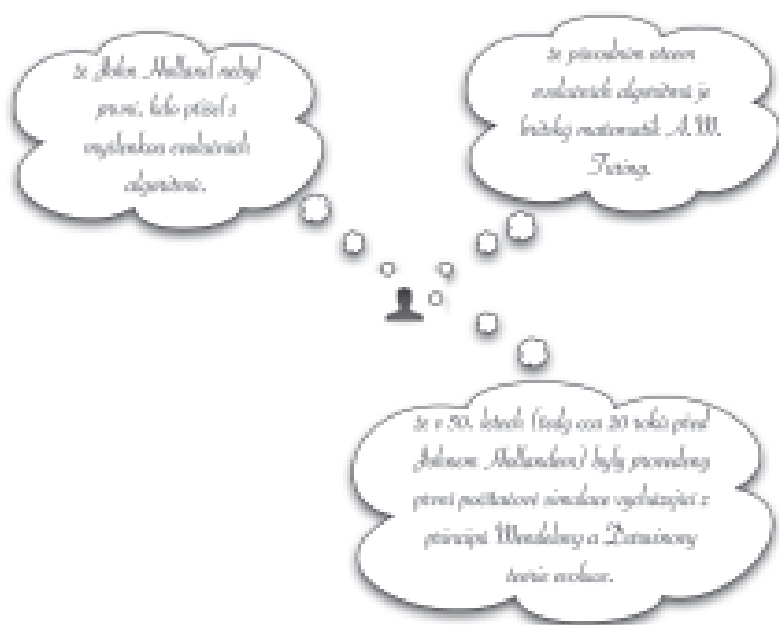 že John Holland nebyl
první, kdo přišel s
myšlenkou evolučních
algoritmů.
že původním otcem
evolučních algoritmů je
britský matematik A.W.
Turing.
že v 50. letech (tedy cca 20 roků před
Johnem Hollandem) byly provedeny
první počítačové simulace vycházející z
principů Mendelovy a Darwinovy
teorie evoluce.